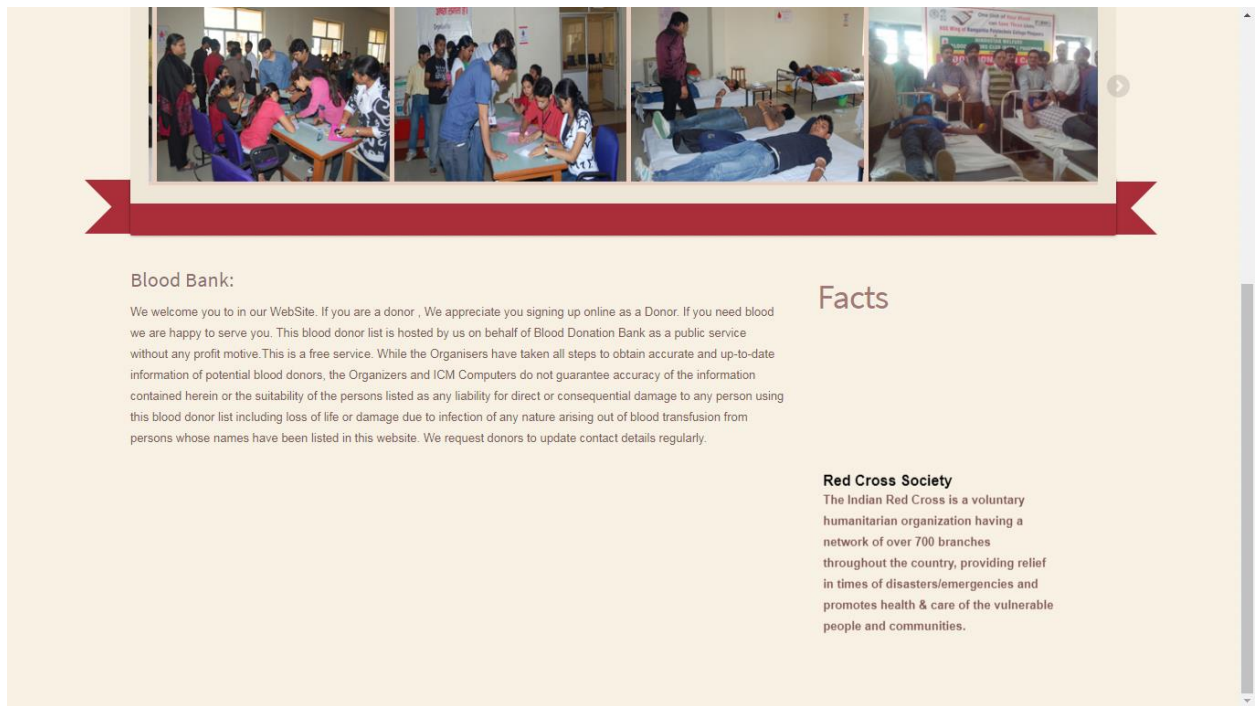 One
can Save Three
Blood Bank:
We welcome you to in our WebSite. If you are a donor , We appreciate you signing up online as a Donor. If you need blood
we are happy to serve you. This blood donor list is hosted by us on behalf of Blood Donation Bank as a public service
without any profit motive.This is a free service. While the Organisers have taken all steps to obtain accurate and up-to-date
information of potential blood donors, the Organizers and ICM Computers do not guarantee accuracy of the information
contained herein or the suitability of the persons listed as any liability for direct or consequential damage to any person using
this blood donor list including loss of life or damage due to infection of any nature arising out of blood transfusion from
persons whose names have been listed in this website. We request donors to update contact details regularly.
Facts
Red Cross Society
The Indian Red Cross is a voluntary
humanitarian organization having a
network of over 700 branches
throughout the country, providing relief
in times of disasters/emergencies and
promotes health & care of the vulnerable
people and communities.